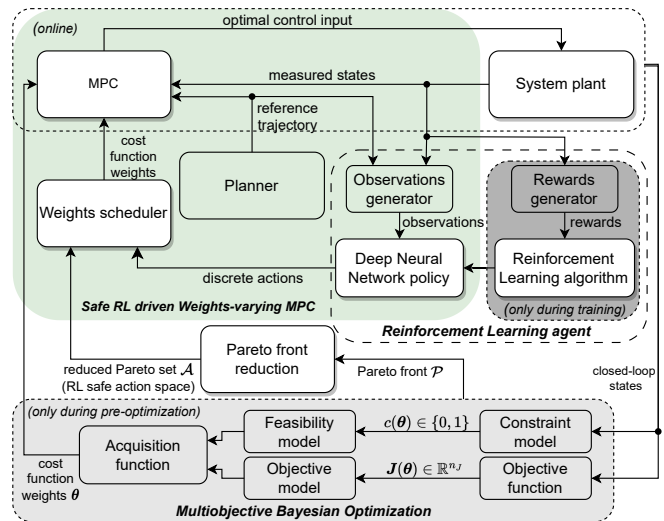 (online)
optimal control input
MPC
measured states
System plant
reference
trajectory
cost
function
weights
Planner
Observations
generator
Rewards
generator
Weights scheduler
observations
rewards
discrete actions
Deep Neural
Network policy
Reinforcement
Learning algorithm
Safe RL driven Weights-varying MPC
(only during training)
Reinforcement Learning agent
Pareto front
reduction
reduced Pareto set 𝒜
(RL safe action space)
Pareto front 𝒫
closed-loop
states
(only during pre-optimization)
Acquisition
function
Feasibility
model
c(θ) ∈ {0, 1}
Constraint
model
Objective
model
J(θ) ∈ ℝ^{n_J}
Objective
function
cost
function
weights θ
Multiobjective Bayesian Optimization